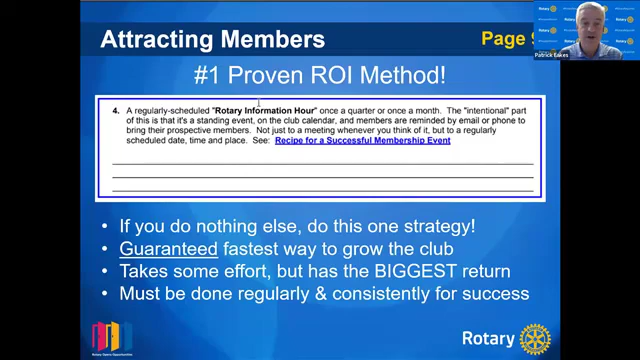 Attracting Members
Page
#1 Proven ROI Method!
4. A regularly-scheduled "Rotary Information Hour" once a quarter or once a month. The "intentional" part
of this is that it's a standing event, on the club calendar, and members are reminded by email or phone to
bring their prospective members. Not just to a meeting whenever you think of it, but to a regularly
scheduled date, time and place. See: Recipe for a Successful Membership Event
• If you do nothing else, do this one strategy!
• Guaranteed fastest way to grow the club
• Takes some effort, but has the BIGGEST return
• Must be done regularly & consistently for success
Rotary Opens Opportunities
Rotary
Patrick Eakes